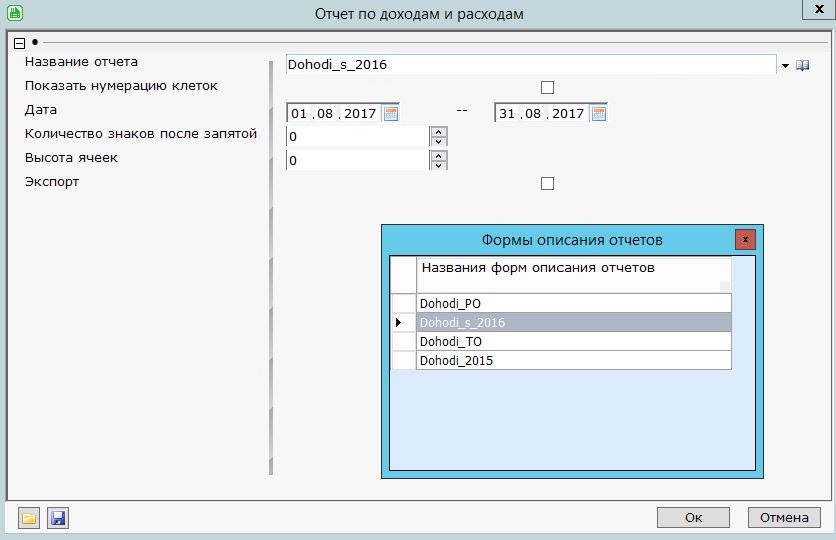 Отчет по доходам и расходам
x
Название отчета
Dohodi_s_2016
Показать нумерацию клеток
Дата
01.08.2017 -- 31.08.2017
Количество знаков после запятой
0
Высота ячеек
0
Экспорт
Формы описания отчетов
x
Названия форм описания отчетов
Dohodi_PO
Dohodi_s_2016
Dohodi_TO
Dohodi_2015
Ок
Отмена